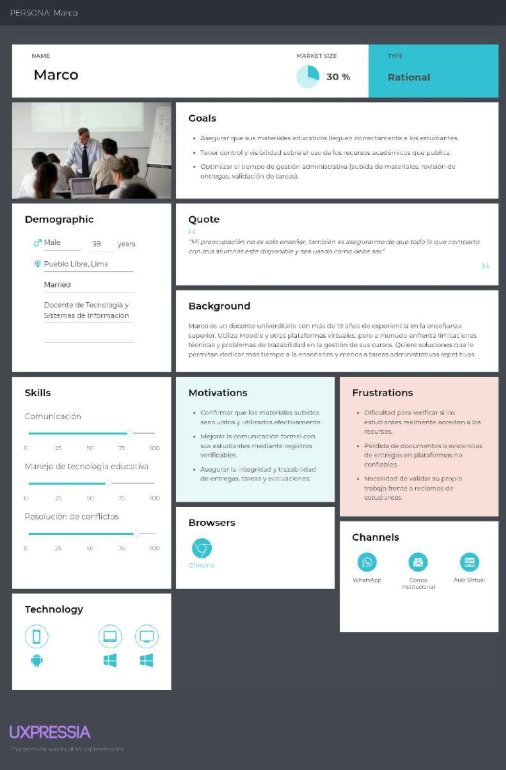 PERSONA: Marco
NAME
Marco
MARKET SIZE
30 %
TYPE
Rational
Goals
Asegurar que sus materiales educativos lleguen correctamente a los estudiantes.
Tener control y visibilidad sobre el uso de los recursos académicos que publica.
Optimizar el tiempo de gestión administrativa (subida de materiales, revisión de
entregas, validación de tareas).
Demographic
Male
38 years
Pueblo Libre, Lima
Married
Docente de Tecnología y
Sistemas de Información
Quote
"Mi preocupación no es solo enseñar, también es asegurarme de que todo lo que comparto
con mis alumnos esté disponible y sea usado como debe ser."
Background
Marco es un docente universitario con más de 10 años de experiencia en la enseñanza
superior. Utiliza Moodle y otras plataformas virtuales, pero a menudo enfrenta limitaciones
técnicas y problemas de trazabilidad en la gestión de sus cursos. Quiere soluciones que le
permitan dedicar más tiempo a la enseñanza y menos a tareas administrativas repetitivas.
Skills
Comunicación
0 25 50 75 100
Manejo de tecnología educativa
0 25 50 75 100
Resolución de conflictos
0 25 50 75 100
Motivations
Confirmar que los materiales subidos
sean vistos y utilizados efectivamente.
Mejorar la comunicación formal con
sus estudiantes mediante registros
verificables.
Asegurar la integridad y trazabilidad
de entregas, tareas y evaluaciones.
Frustrations
Dificultad para verificar si los
estudiantes realmente acceden a los
recursos.
Pérdida de documentos o evidencias
de entregas en plataformas no
confiables.
Necesidad de validar su propio
trabajo frente a reclamos de
estudiantes.
Browsers
Chrome
Channels
WhatsApp
Correo
Institucional
Aula Virtual
Technology
UXPRESSIA
This persona was built in uxpressia.com